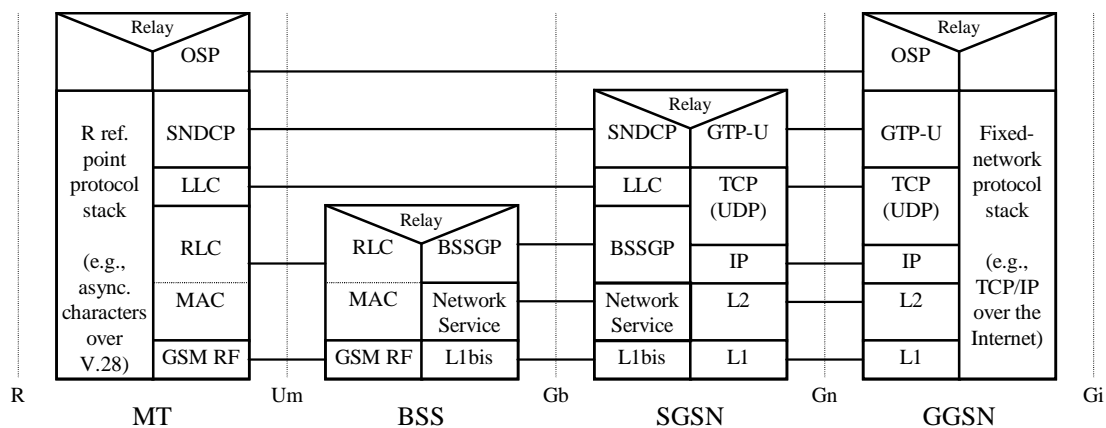 Relay
OSP
R ref.
point
protocol
stack
(e.g.,
async.
characters
over
V.28)
SNDCP
LLC
RLC
MAC
GSM RF
Relay
RLC
MAC
GSM RF
BSSGP
Network
Service
L1bis
Relay
SNDCP
LLC
BSSGP
Network
Service
L1bis
GTP-U
TCP
(UDP)
IP
L2
L1
Relay
OSP
GTP-U
TCP
(UDP)
IP
L2
L1
Fixed-
network
protocol
stack
(e.g.,
TCP/IP
over the
Internet)
R
Um
Gb
Gn
Gi
MT
BSS
SGSN
GGSN